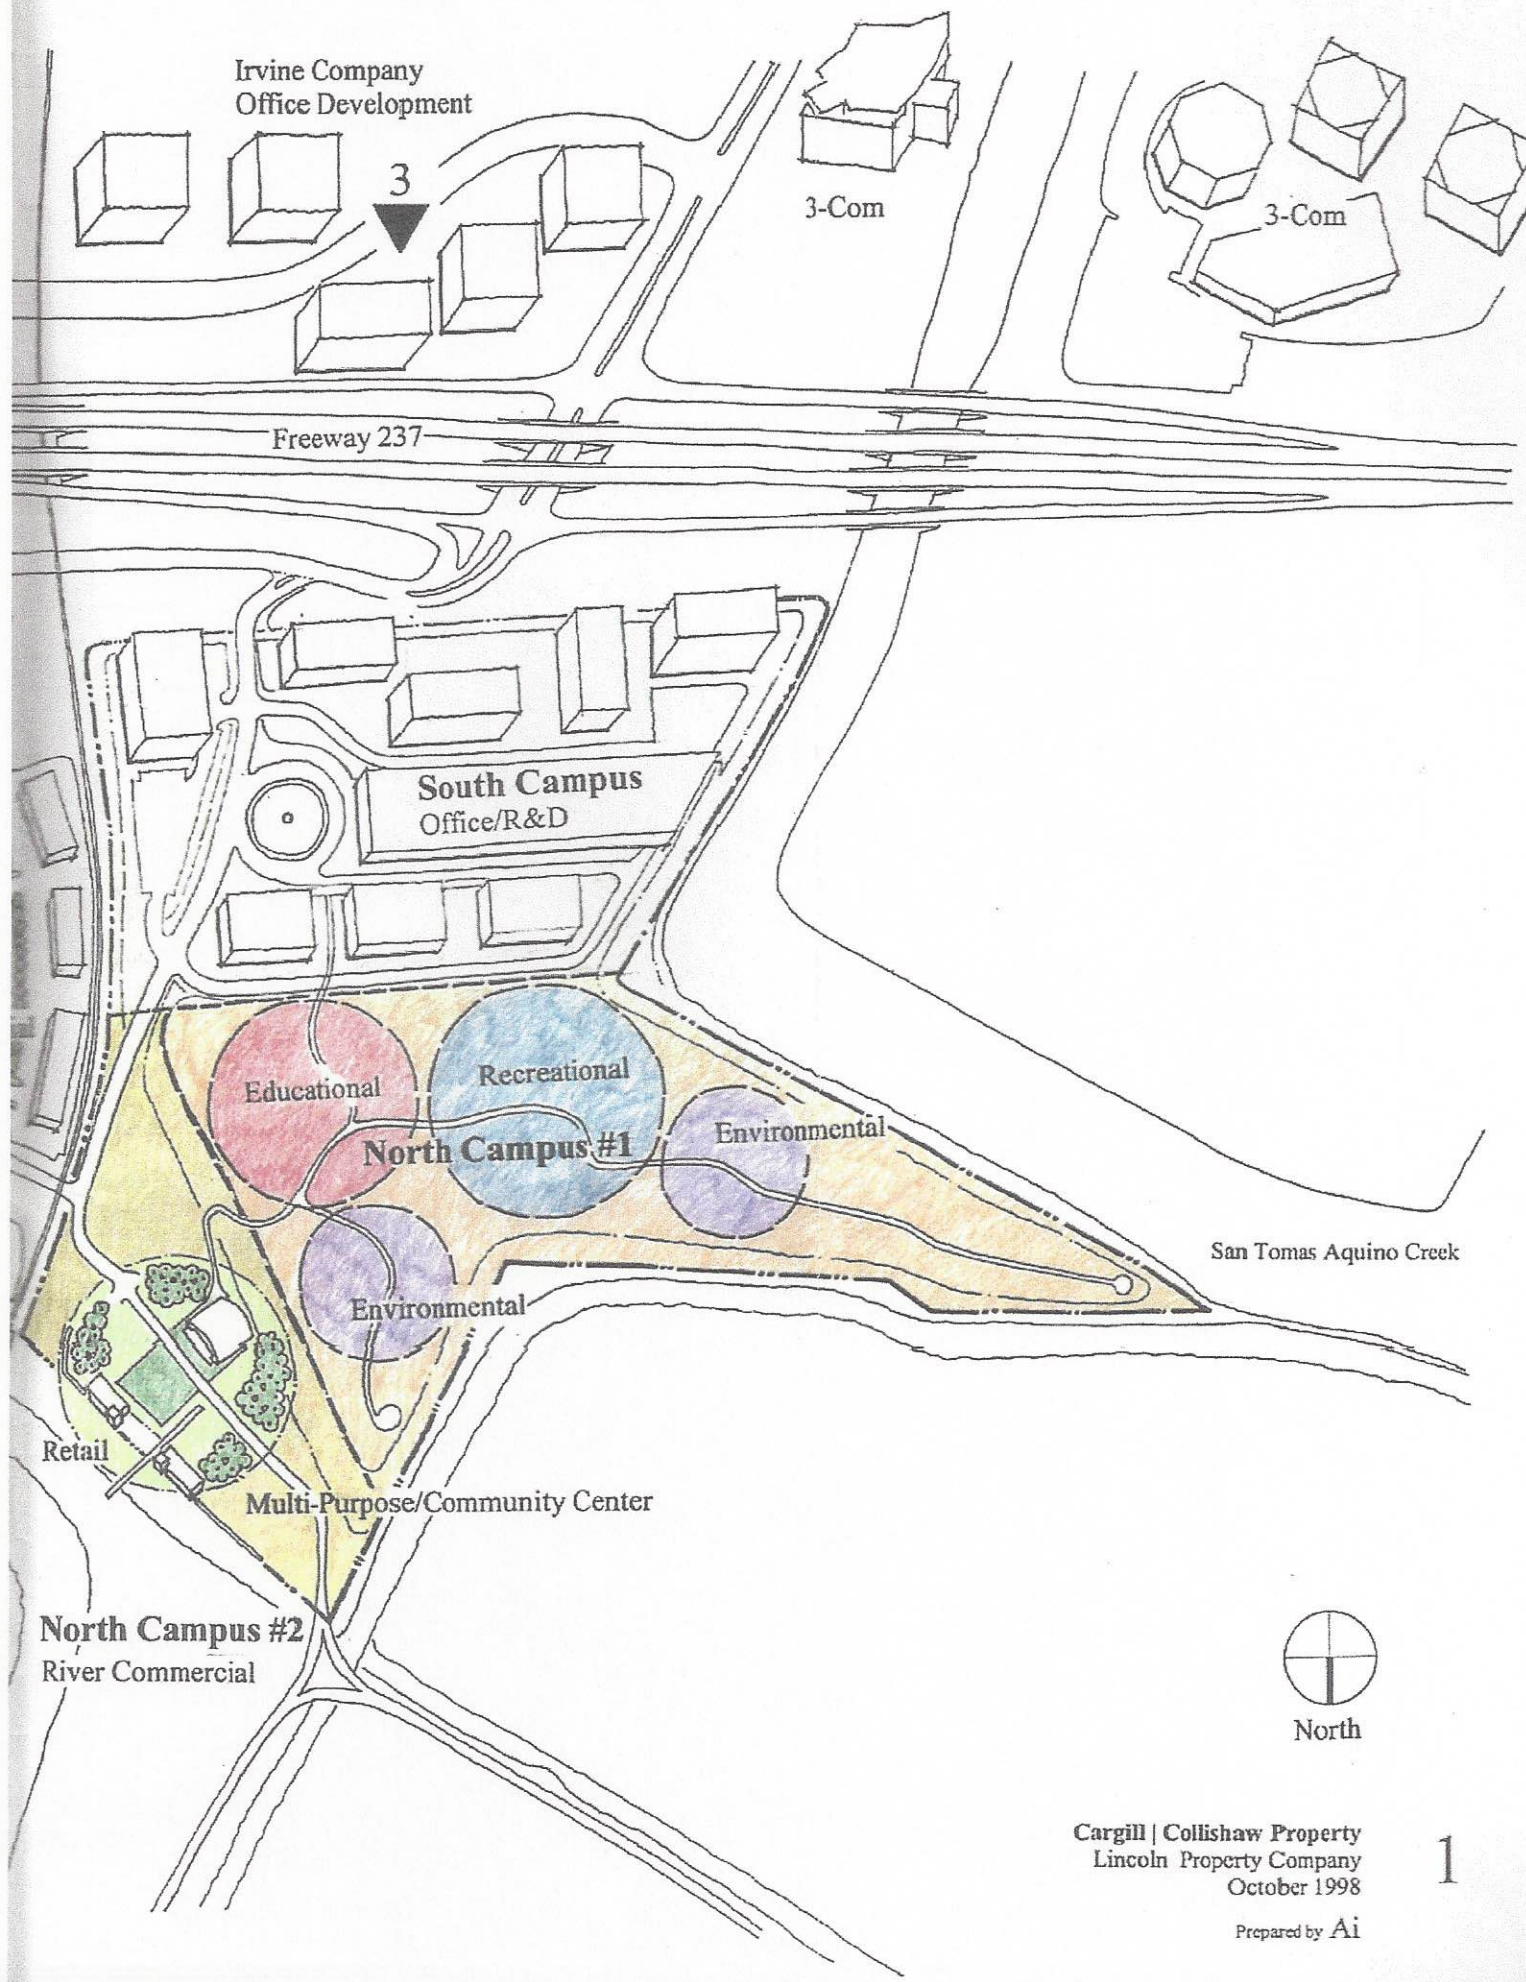 Irvine Company
Office Development
3
3-Com
3-Com
Freeway 237
South Campus
Office/R&D
Educational
Recreational
North Campus #1
Environmental
Environmental
San Tomas Aquino Creek
Retail
Multi-Purpose/Community Center
North Campus #2
River Commercial
North
Cargill | Collishaw Property
Lincoln Property Company
October 1998
Prepared by Ai
1